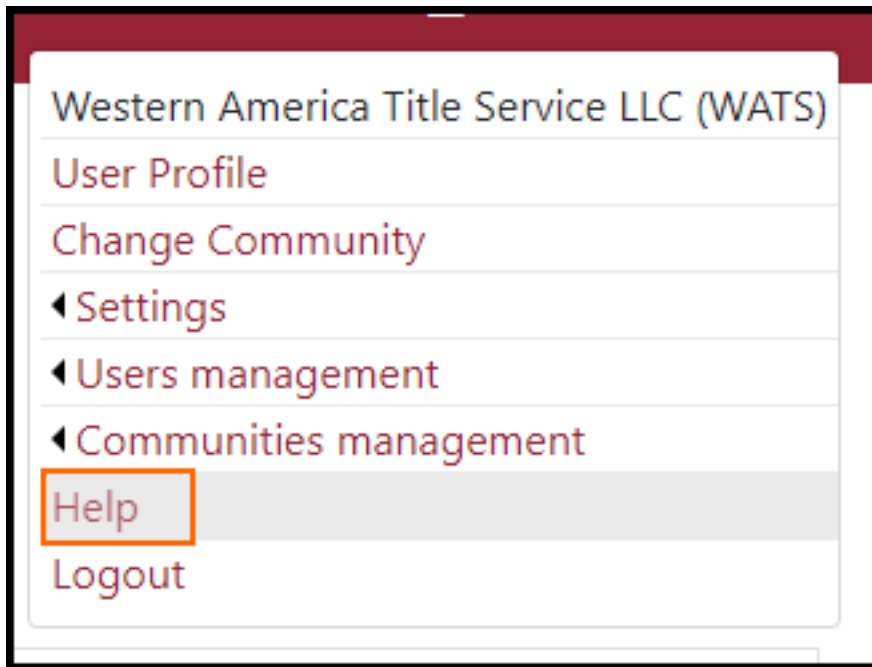 Western America Title Service LLC (WATS)
User Profile
Change Community
Settings
Users management
Communities management
Help
Logout